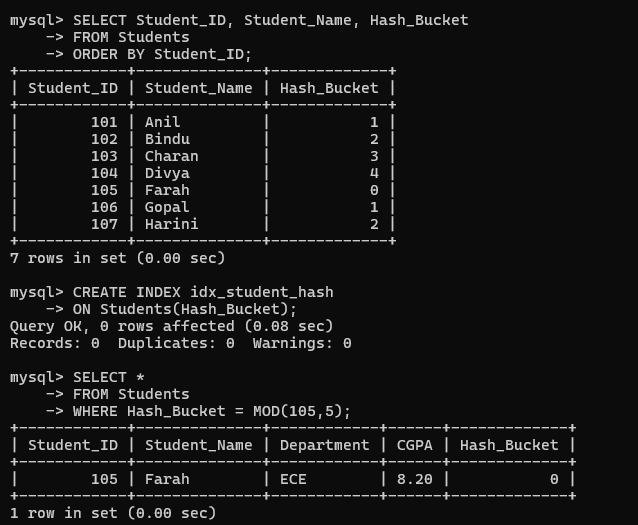 mysql> SELECT Student_ID, Student_Name, Hash_Bucket
    -> FROM Students
    -> ORDER BY Student_ID;
+------------+--------------+-------------+
| Student_ID | Student_Name | Hash_Bucket |
+------------+--------------+-------------+
|        101 | Anil         |           1 |
|        102 | Bindu        |           2 |
|        103 | Charan       |           3 |
|        104 | Divya        |           4 |
|        105 | Farah        |           0 |
|        106 | Gopal        |           1 |
|        107 | Harini       |           2 |
+------------+--------------+-------------+
7 rows in set (0.00 sec)

mysql> CREATE INDEX idx_student_hash
    -> ON Students(Hash_Bucket);
Query OK, 0 rows affected (0.08 sec)
Records: 0  Duplicates: 0  Warnings: 0

mysql> SELECT *
    -> FROM Students
    -> WHERE Hash_Bucket = MOD(105,5);
+------------+--------------+------------+------+-------------+
| Student_ID | Student_Name | Department | CGPA | Hash_Bucket |
+------------+--------------+------------+------+-------------+
|        105 | Farah        | ECE        | 8.20 |           0 |
+------------+--------------+------------+------+-------------+
1 row in set (0.00 sec)